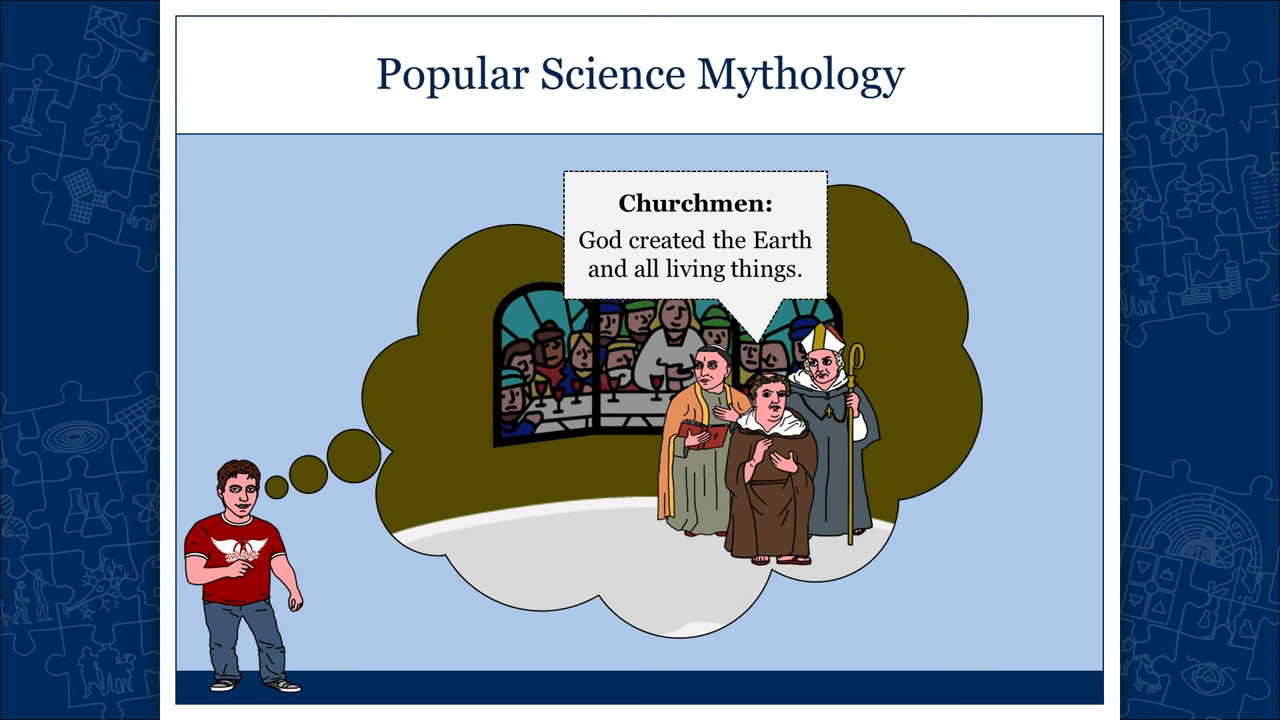 Popular Science Mythology
Churchmen:
God created the Earth
and all living things.